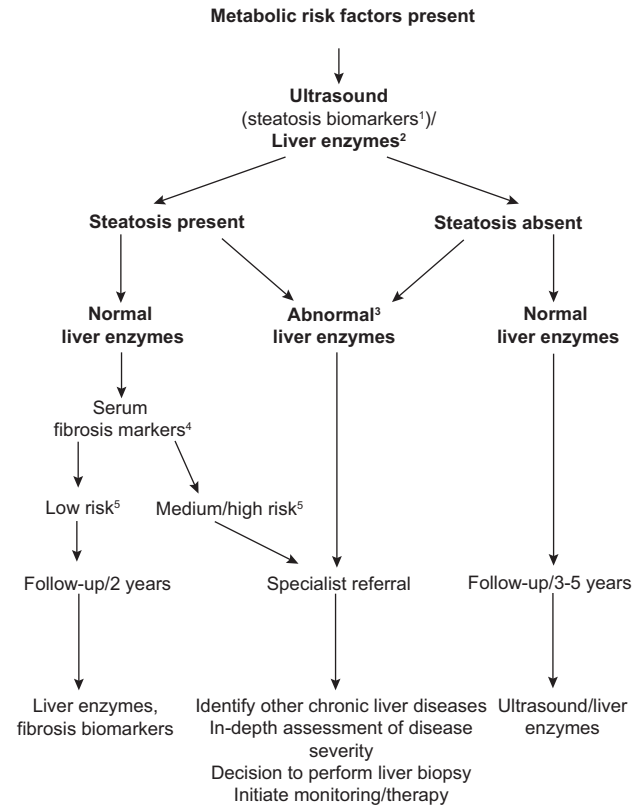 Metabolic risk factors present
Ultrasound
(steatosis biomarkers¹)/
Liver enzymes²
Steatosis present
Steatosis absent
Normal
liver enzymes
Abnormal³
liver enzymes
Normal
liver enzymes
Serum
fibrosis markers⁴
Low risk⁵
Medium/high risk⁵
Follow-up/2 years
Specialist referral
Follow-up/3-5 years
Liver enzymes,
fibrosis biomarkers
Identify other chronic liver diseases
In-depth assessment of disease
severity
Decision to perform liver biopsy
Initiate monitoring/therapy
Ultrasound/liver
enzymes